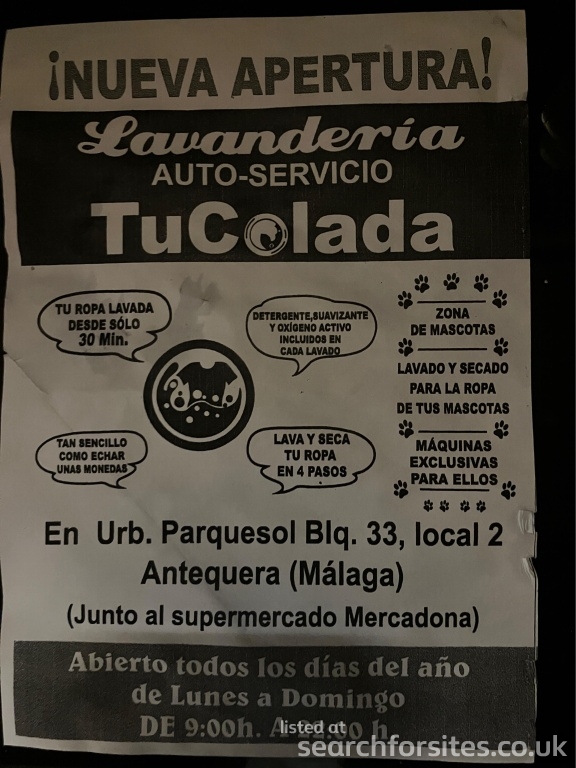 ¡NUEVA APERTURA!
Lavandería
AUTO-SERVICIO
TuColada
TU ROPA LAVADA
DESDE SÓLO
30 Min.
DETERGENTE,SUAVIZANTE
Y OXÍGENO ACTIVO
INCLUIDOS EN
CADA LAVADO
TAN SENCILLO
COMO ECHAR
UNAS MONEDAS
LAVA Y SECA
TU ROPA
EN 4 PASOS
ZONA
DE MASCOTAS
LAVADO Y SECADO
PARA LA ROPA
DE TUS MASCOTAS
MÁQUINAS
EXCLUSIVAS
PARA ELLOS
En Urb. Parquesol Blq. 33, local 2
Antequera (Málaga)
(Junto al supermercado Mercadona)
Abierto todos los días del año
de Lunes a Domingo
DE 9:00h. A h.
listed at
searchforsites.co.uk